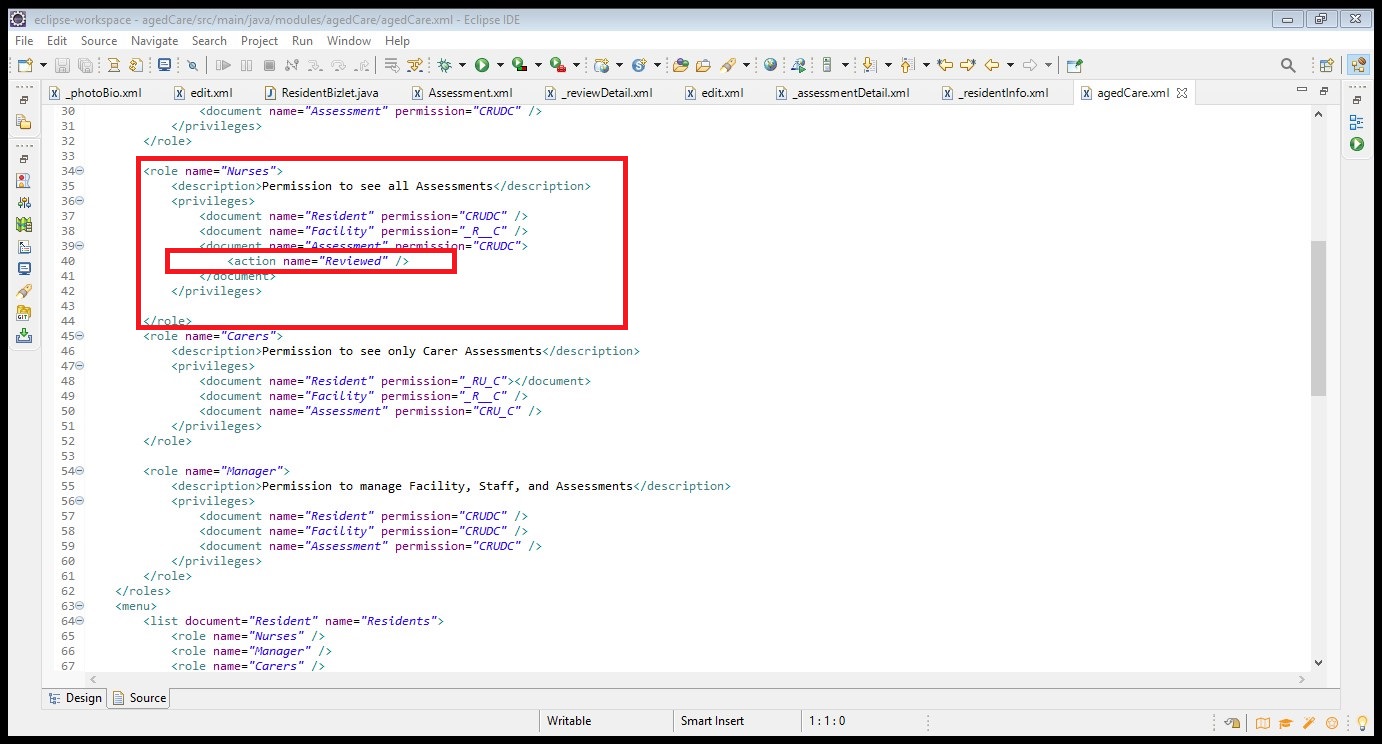 eclipse-workspace - agedCare/src/main/java/modules/agedCare/agedCare.xml - Eclipse IDE
File Edit Source Navigate Search Project Run Window Help
_photoBio.xml edit.xml ResidentBizlet.java Assessment.xml _reviewDetail.xml edit.xml _assessmentDetail.xml _residentInfo.xml agedCare.xml
30 <document name="Assessment" permission="CRUDC" />
31 </privileges>
32 </role>
33
34 <role name="Nurses">
35 <description>Permission to see all Assessments</description>
36 <privileges>
37 <document name="Resident" permission="CRUDC" />
38 <document name="Facility" permission="_R__C" />
39 <document name="Assessment" permission="CRUDC">
40 <action name="Reviewed" />
41 </document>
42 </privileges>
43
44 </role>
45 <role name="Carers">
46 <description>Permission to see only Carer Assessments</description>
47 <privileges>
48 <document name="Resident" permission="_RU_C"></document>
49 <document name="Facility" permission="_R__C" />
50 <document name="Assessment" permission="CRU_C" />
51 </privileges>
52 </role>
53
54 <role name="Manager">
55 <description>Permission to manage Facility, Staff, and Assessments</description>
56 <privileges>
57 <document name="Resident" permission="CRUDC" />
58 <document name="Facility" permission="CRUDC" />
59 <document name="Assessment" permission="CRUDC" />
60 </privileges>
61 </role>
62 </roles>
63 <menu>
64 <list document="Resident" name="Residents">
65 <role name="Nurses" />
66 <role name="Manager" />
67 <role name="Carers" />
Design Source
Writable Smart Insert 1 : 1 : 0